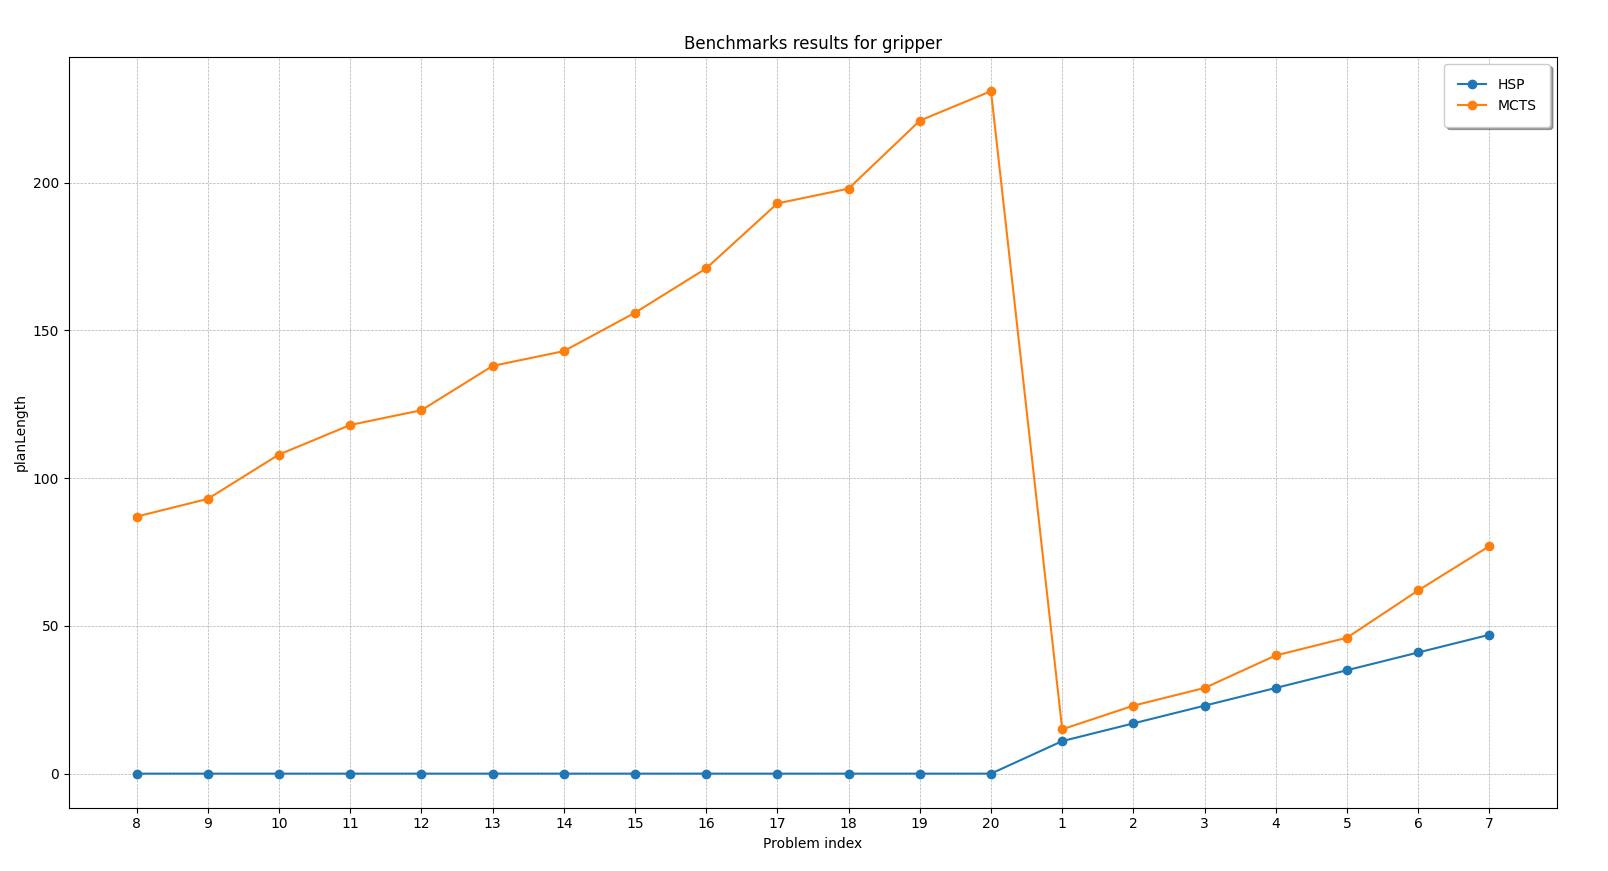 Benchmarks results for gripper
HSP
MCTS
planLength
200
150
100
50
0
8 9 10 11 12 13 14 15 16 17 18 19 20 1 2 3 4 5 6 7
Problem index